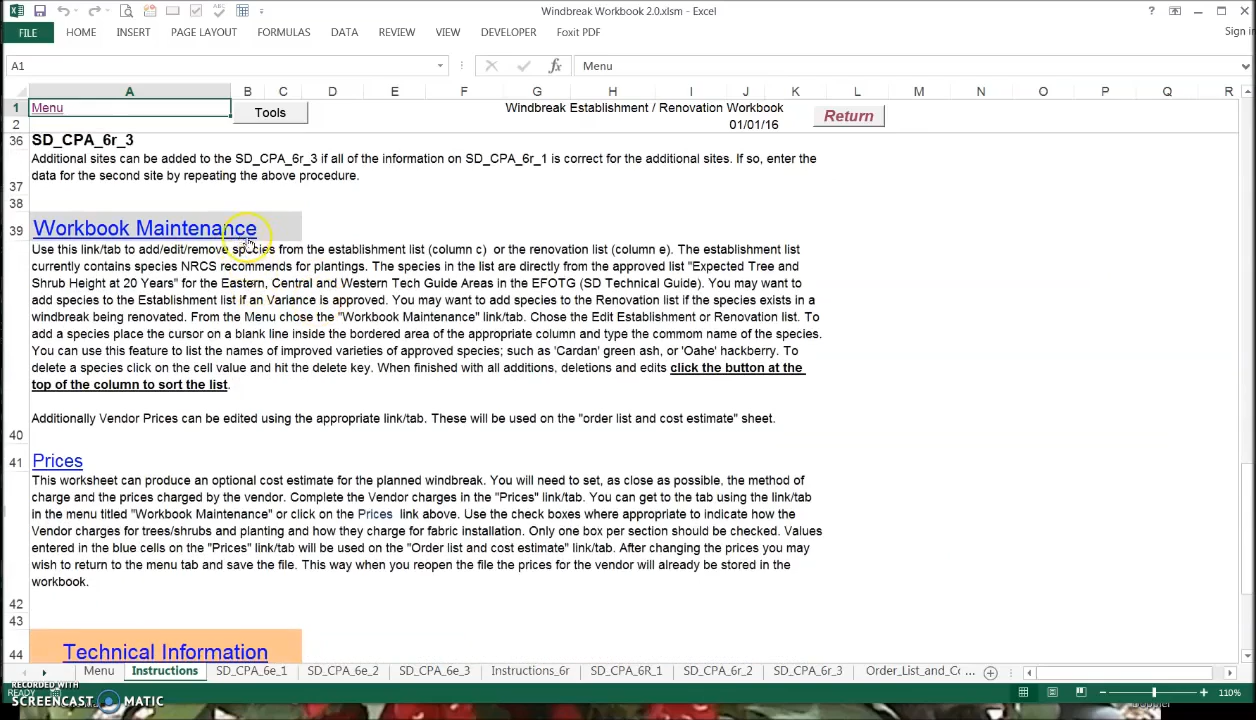 Windbreak Workbook 2.0.xlsm - Excel
FILE HOME INSERT PAGE LAYOUT FORMULAS DATA REVIEW VIEW DEVELOPER Foxit PDF Sign in
A1 fx Menu
A B C D E F G H I J K L M N O P Q R
1 Menu Tools Windbreak Establishment / Renovation Workbook Return
2 01/01/16
36 SD_CPA_6r_3
Additional sites can be added to the SD_CPA_6r_3 if all of the information on SD_CPA_6r_1 is correct for the additional sites. If so, enter the
37 data for the second site by repeating the above procedure.
38
39 Workbook Maintenance
Use this link/tab to add/edit/remove species from the establishment list (column c) or the renovation list (column e). The establishment list
currently contains species NRCS recommends for plantings. The species in the list are directly from the approved list "Expected Tree and
Shrub Height at 20 Years" for the Eastern, Central and Western Tech Guide Areas in the EFOTG (SD Technical Guide). You may want to
add species to the Establishment list if an Variance is approved. You may want to add species to the Renovation list if the species exists in a
windbreak being renovated. From the Menu chose the "Workbook Maintenance" link/tab. Chose the Edit Establishment or Renovation list. To
add a species place the cursor on a blank line inside the bordered area of the appropriate column and type the commom name of the species.
You can use this feature to list the names of improved varieties of approved species; such as 'Cardan' green ash, or 'Oahe' hackberry. To
delete a species click on the cell value and hit the delete key. When finished with all additions, deletions and edits click the button at the
top of the column to sort the list.
Additionally Vendor Prices can be edited using the appropriate link/tab. These will be used on the "order list and cost estimate" sheet.
40
41 Prices
This worksheet can produce an optional cost estimate for the planned windbreak. You will need to set, as close as possible, the method of
charge and the prices charged by the vendor. Complete the Vendor charges in the "Prices" link/tab. You can get to the tab using the link/tab
in the menu titled "Workbook Maintenance" or click on the Prices link above. Use the check boxes where appropriate to indicate how the
Vendor charges for trees/shrubs and planting and how they charge for fabric installation. Only one box per section should be checked. Values
entered in the blue cells on the "Prices" link/tab will be used on the "Order list and cost estimate" link/tab. After changing the prices you may
wish to return to the menu tab and save the file. This way when you reopen the file the prices for the vendor will already be stored in the
workbook.
42
43
44 Technical Information
Menu Instructions SD_CPA_6e_1 SD_CPA_6e_2 SD_CPA_6e_3 Instructions_6r SD_CPA_6R_1 SD_CPA_6r_2 SD_CPA_6r_3 Order_List_and_Co ...
READY 110%
RECORDED WITH
SCREENCAST MATIC